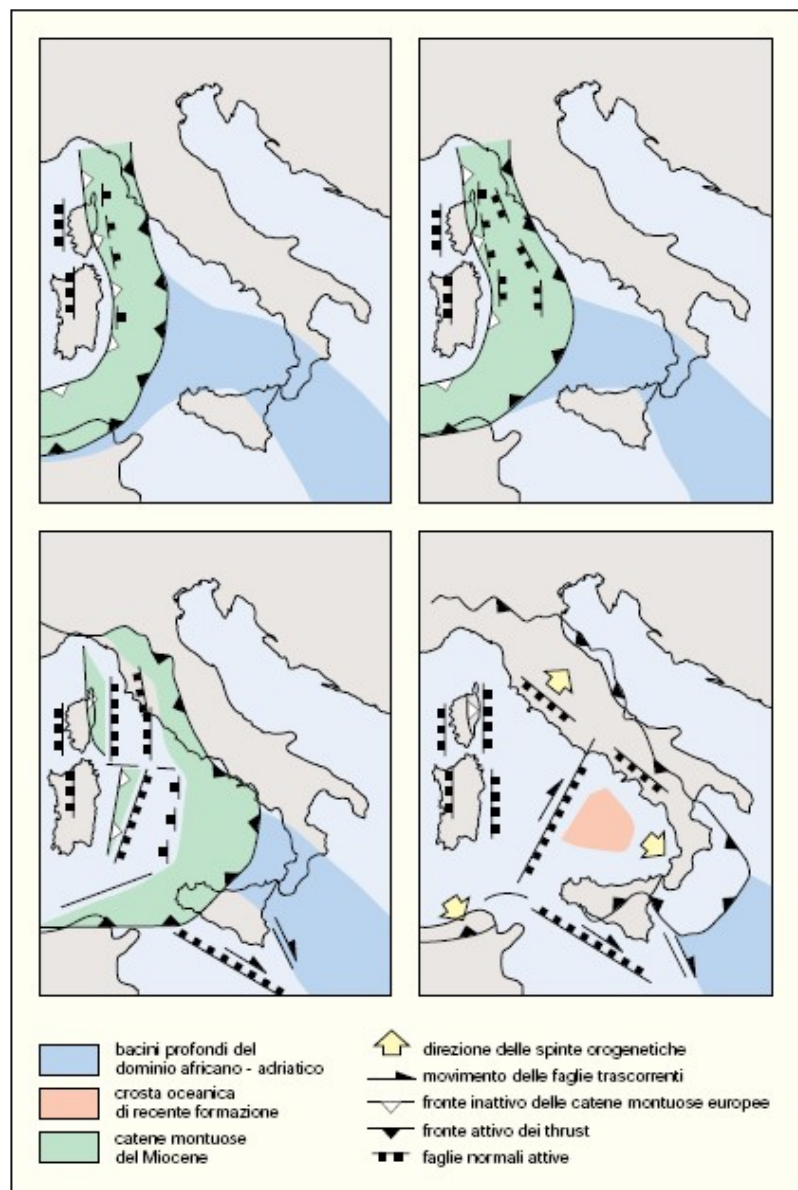 bacini profondi del
dominio africano - adriatico
crosta oceanica
di recente formazione
catene montuose
del Miocene
direzione delle spinte orogenetiche
movimento delle faglie trascorrenti
fronte inattivo delle catene montuose europee
fronte attivo dei thrust
faglie normali attive